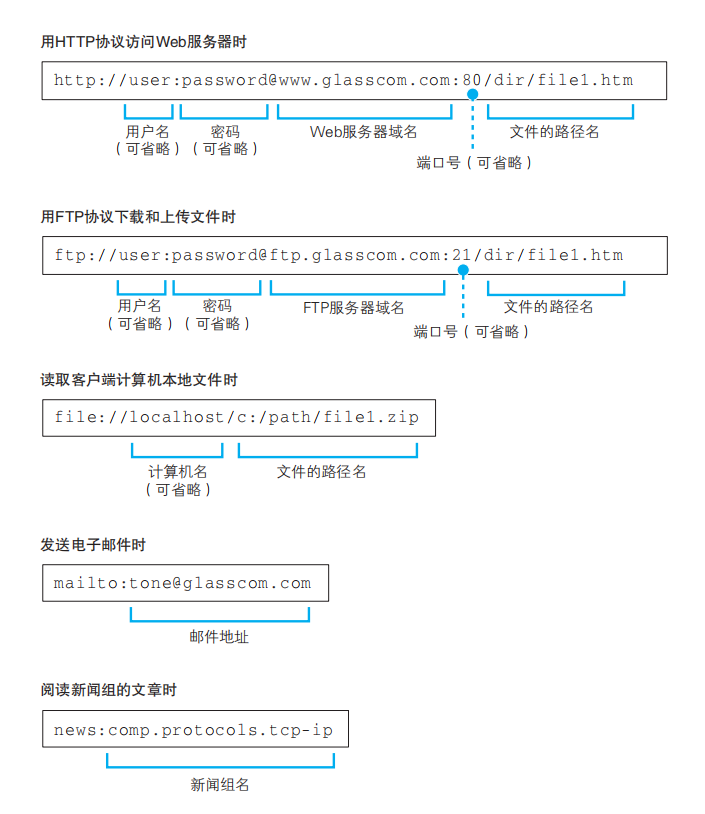 用HTTP协议访问Web服务器时
http://user:password@www.glasscom.com:80/dir/file1.htm
用户名 密码 Web服务器域名 文件的路径名
（可省略）（可省略）
端口号（可省略）
用FTP协议下载和上传文件时
ftp://user:password@ftp.glasscom.com:21/dir/file1.htm
用户名 密码 FTP服务器域名 文件的路径名
（可省略）（可省略）
端口号（可省略）
读取客户端计算机本地文件时
file://localhost/c:/path/file1.zip
计算机名 文件的路径名
（可省略）
发送电子邮件时
mailto:tone@glasscom.com
邮件地址
阅读新闻组的文章时
news:comp.protocols.tcp-ip
新闻组名